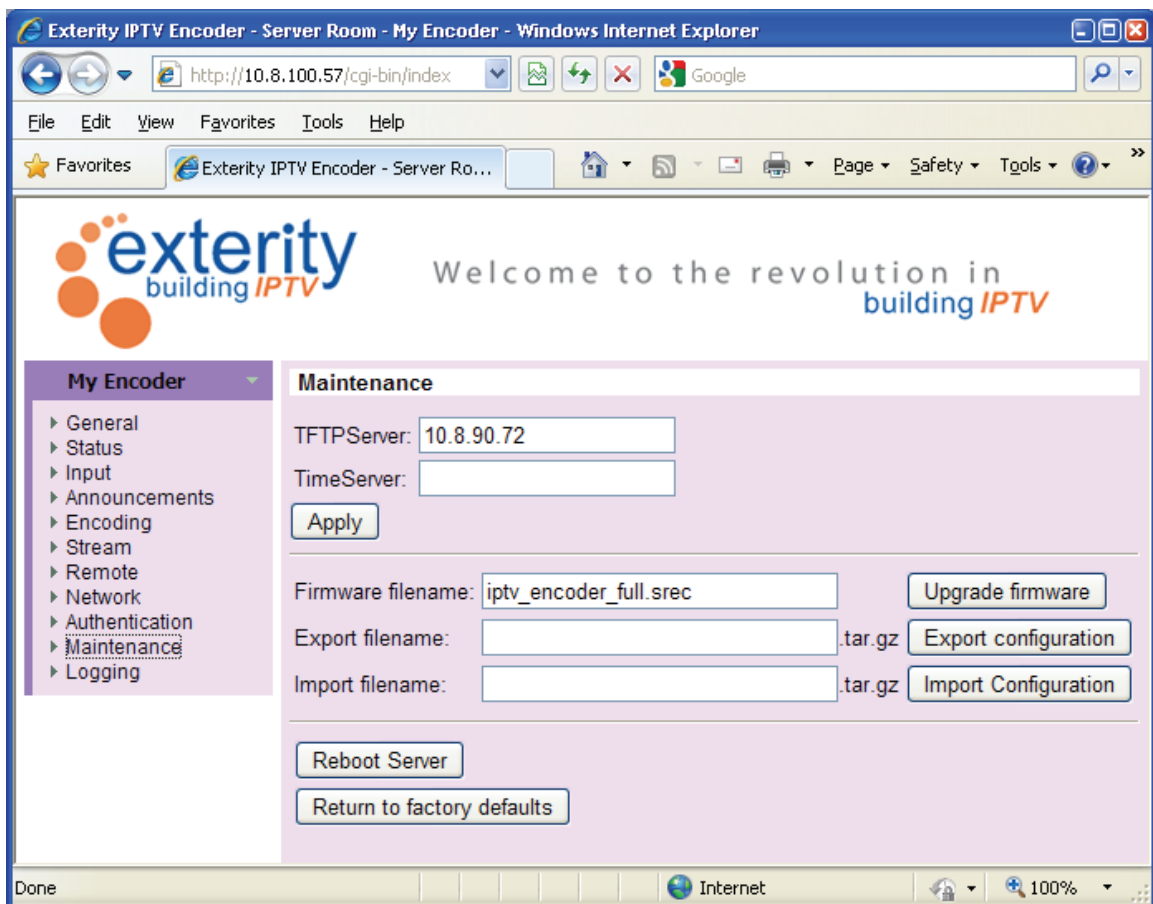 Exterity IPTV Encoder - Server Room - My Encoder - Windows Internet Explorer
http://10.8.100.57/cgi-bin/index
Google
File Edit View Favorites Tools Help
Favorites
Exterity IPTV Encoder - Server Ro...
Page
Safety
Tools
»
exterity
building IPTV
Welcome to the revolution in
building IPTV
My Encoder
General
Status
Input
Announcements
Encoding
Stream
Remote
Network
Authentication
Maintenance
Logging
Maintenance
TFTPServer: 10.8.90.72
TimeServer:
Apply
Firmware filename: iptv_encoder_full.srec Upgrade firmware
Export filename: .tar.gz Export configuration
Import filename: .tar.gz Import Configuration
Reboot Server
Return to factory defaults
Done
Internet
100%